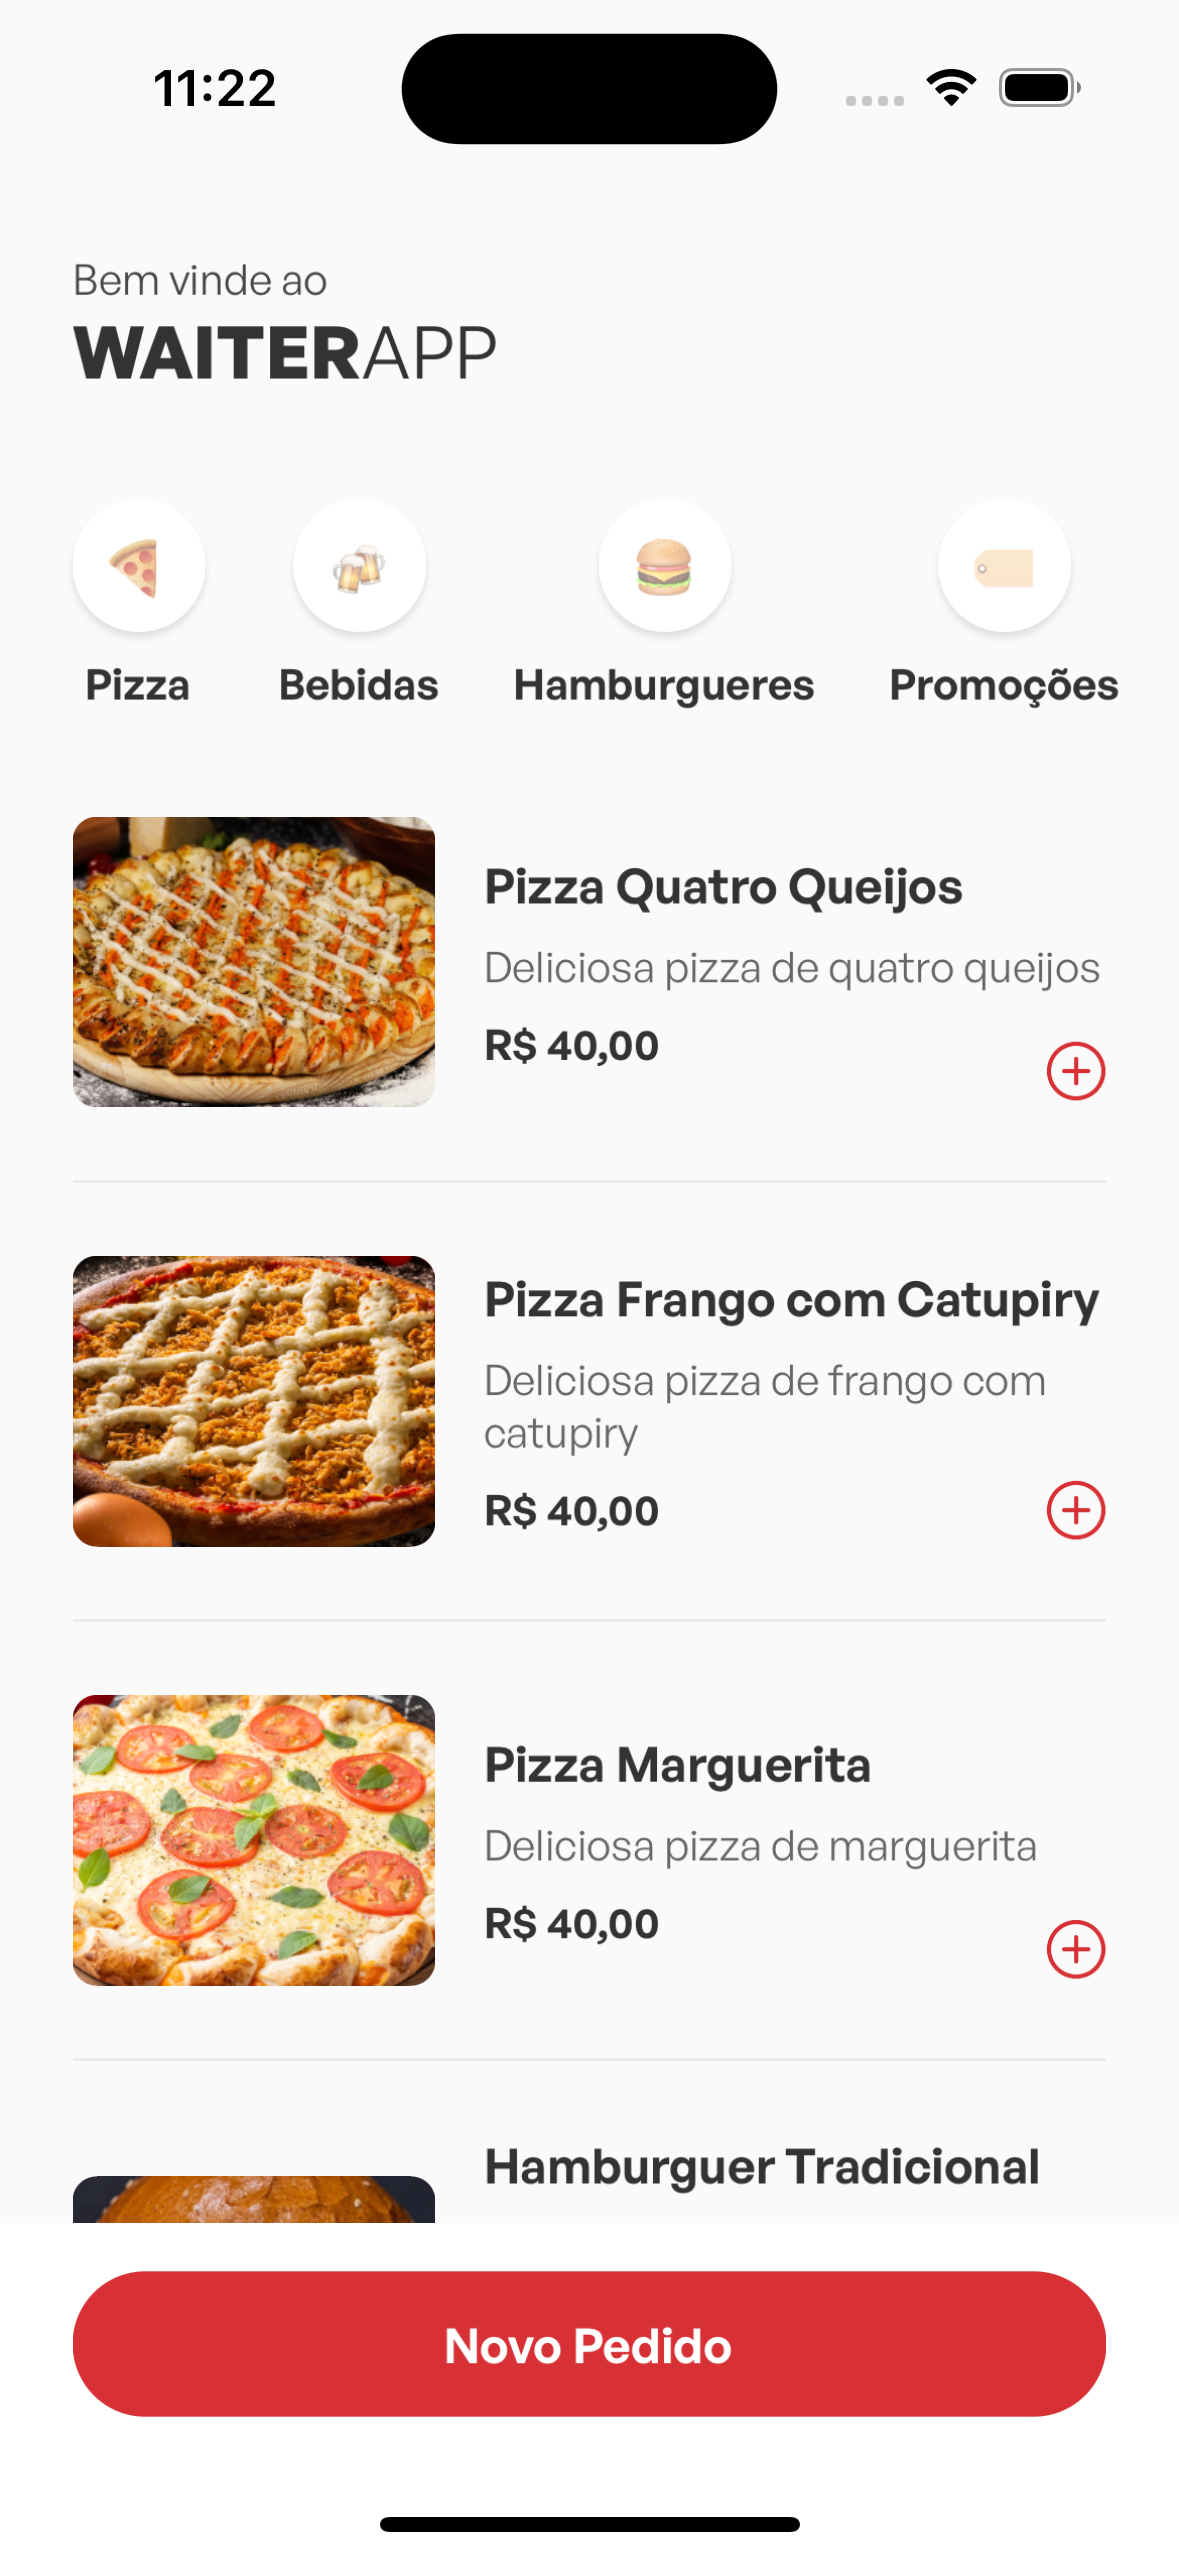 11:22
Bem vinde ao
WAITERAPP
Pizza
Bebidas
Hamburgueres
Promoções
Pizza Quatro Queijos
Deliciosa pizza de quatro queijos
R$ 40,00
Pizza Frango com Catupiry
Deliciosa pizza de frango com
catupiry
R$ 40,00
Pizza Marguerita
Deliciosa pizza de marguerita
R$ 40,00
Hamburguer Tradicional
Novo Pedido